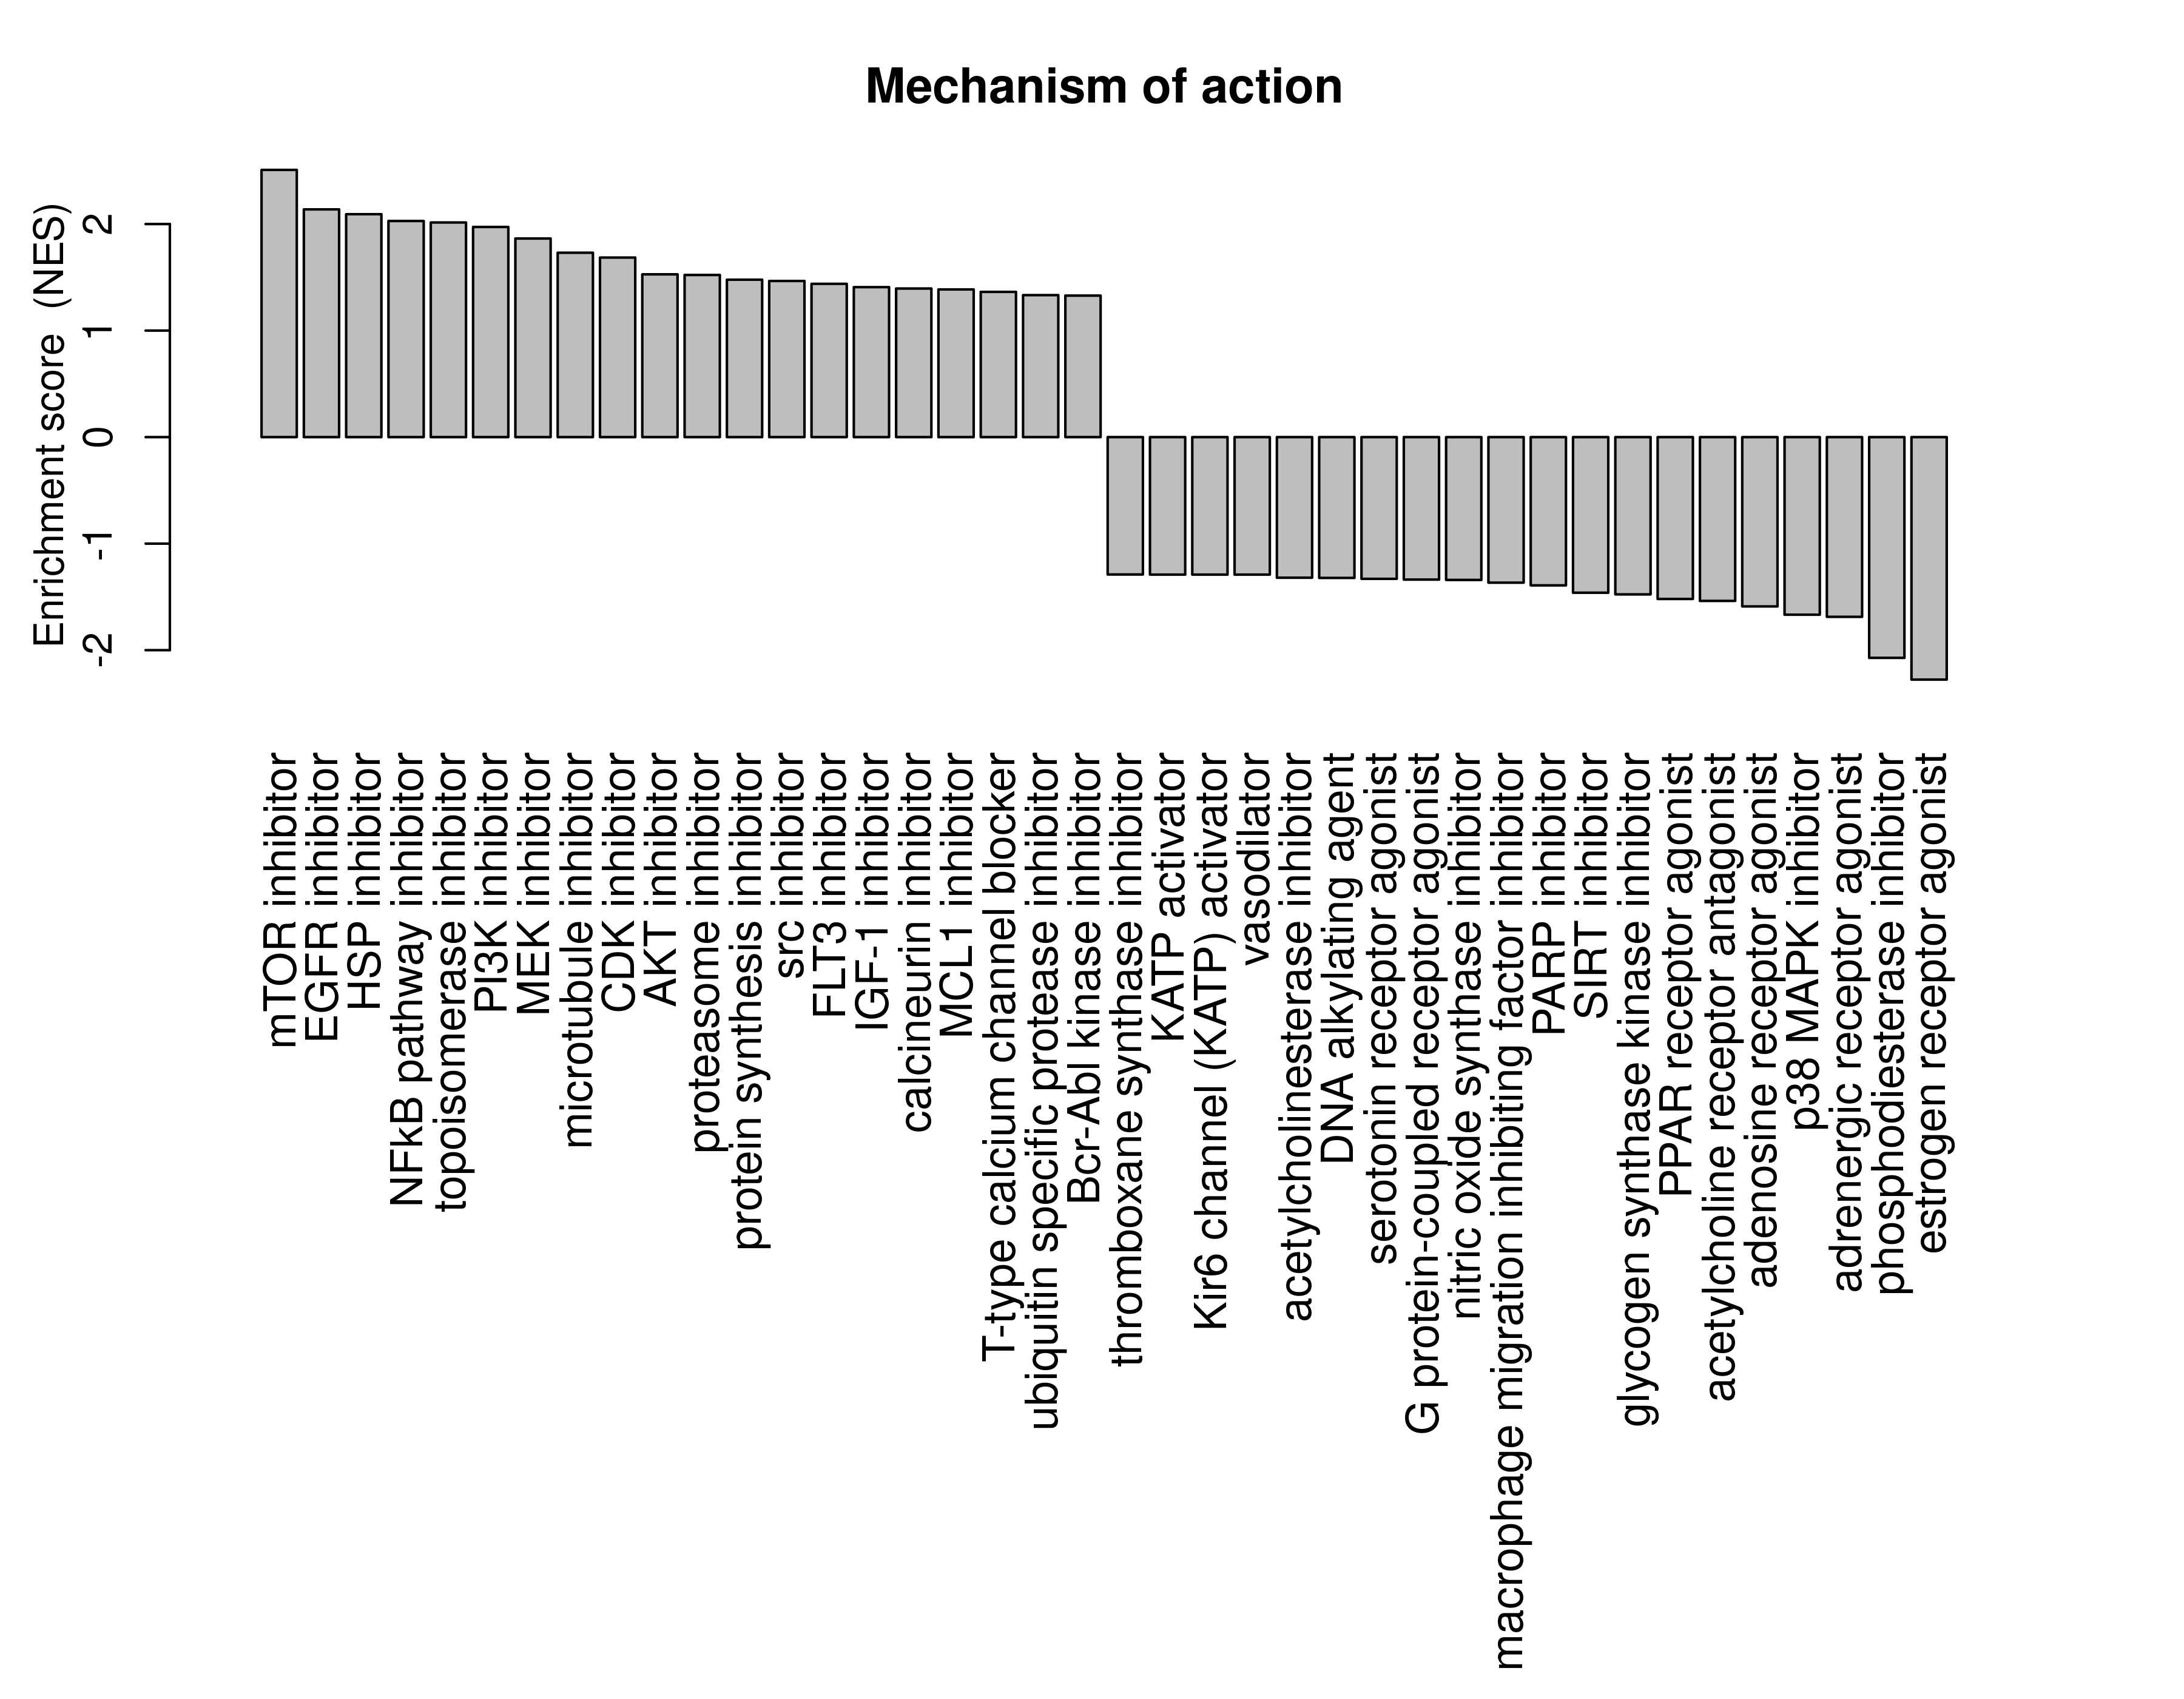 Mechanism of action
Enrichment score (NES)
2
1
0
-1
-2
mTOR inhibitor
EGFR inhibitor
HSP inhibitor
NFkB pathway inhibitor
topoisomerase inhibitor
PI3K inhibitor
MEK inhibitor
microtubule inhibitor
CDK inhibitor
AKT inhibitor
proteasome inhibitor
protein synthesis inhibitor
src inhibitor
FLT3 inhibitor
IGF-1 inhibitor
calcineurin inhibitor
MCL1 inhibitor
T-type calcium channel blocker
ubiquitin specific protease inhibitor
Bcr-Abl kinase inhibitor
thromboxane synthase inhibitor
KATP activator
Kir6 channel (KATP) activator
vasodilator
acetylcholinesterase inhibitor
DNA alkylating agent
serotonin receptor agonist
G protein-coupled receptor agonist
nitric oxide synthase inhibitor
macrophage migration inhibiting factor inhibitor
PARP inhibitor
SIRT inhibitor
glycogen synthase kinase inhibitor
PPAR receptor agonist
acetylcholine receptor antagonist
adenosine receptor agonist
p38 MAPK inhibitor
adrenergic receptor agonist
phosphodiesterase inhibitor
estrogen receptor agonist